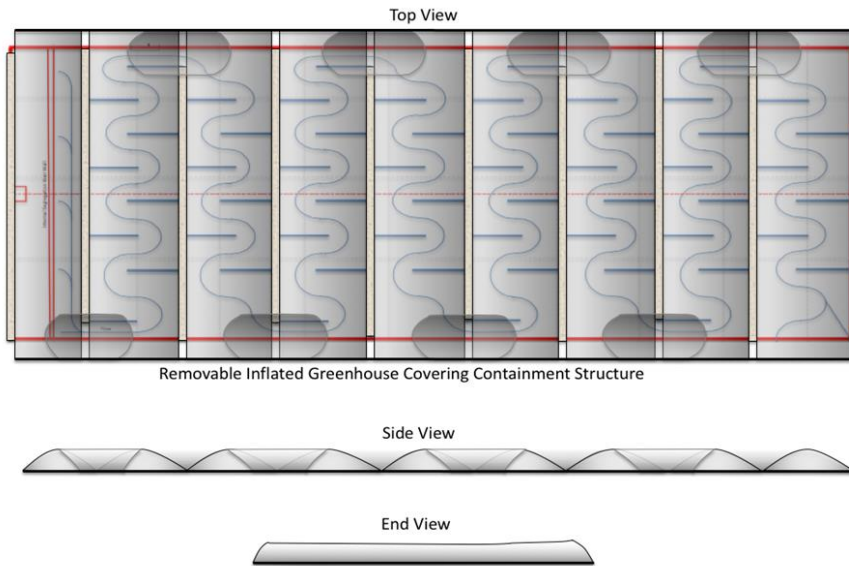 Top View
Removable Inflated Greenhouse Covering Containment Structure
Side View
End View